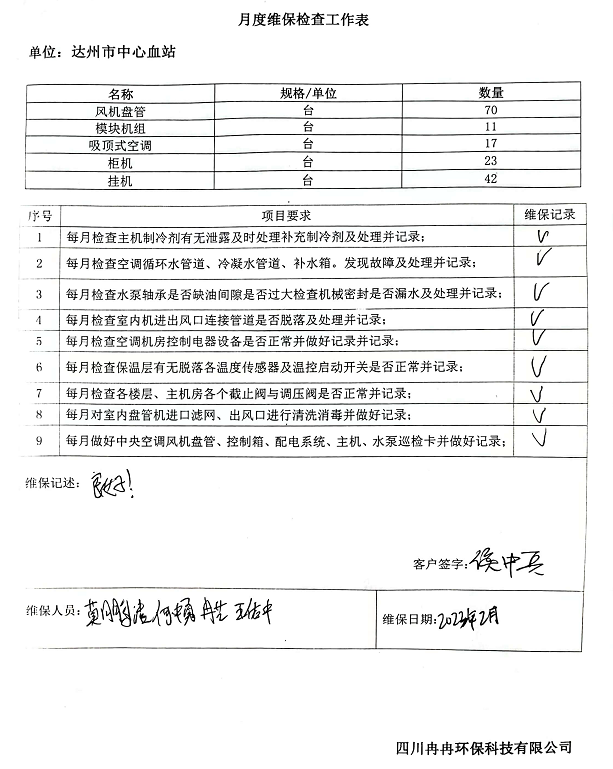 月度维保检查工作表
单位：达州市中心血站
名称 规格/单位 数量
风机盘管 台 70
模块机组 台 11
吸顶式空调 台 17
柜机 台 23
挂机 台 42
序号 项目要求 维保记录
1 每月检查主机制冷剂有无泄露及时处理补充制冷剂及处理并记录； ✓
2 每月检查空调循环水管道、冷凝水管道、补水箱。发现故障及处理并记录； ✓
3 每月检查水泵轴承是否缺油间隙是否过大检查机械密封是否漏水及处理并记录； ✓
4 每月检查室内机进出风口连接管道是否脱落及处理并记录； ✓
5 每月检查空调机房控制电器设备是否正常并做好记录并记录； ✓
6 每月检查保温层有无脱落各温度传感器及温控启动开关是否正常并记录； ✓
7 每月检查各楼层、主机房各个截止阀与调压阀是否正常并记录； ✓
8 每月对室内盘管机进口滤网、出风口进行清洗消毒并做好记录； ✓
9 每月做好中央空调风机盘管、控制箱、配电系统、主机、水泵巡检卡并做好记录； ✓
维保记述：良好！
客户签字：侯中兵
维保人员： 何中勇 冉兰 王佑中
维保日期：2023年2月
四川冉冉环保科技有限公司